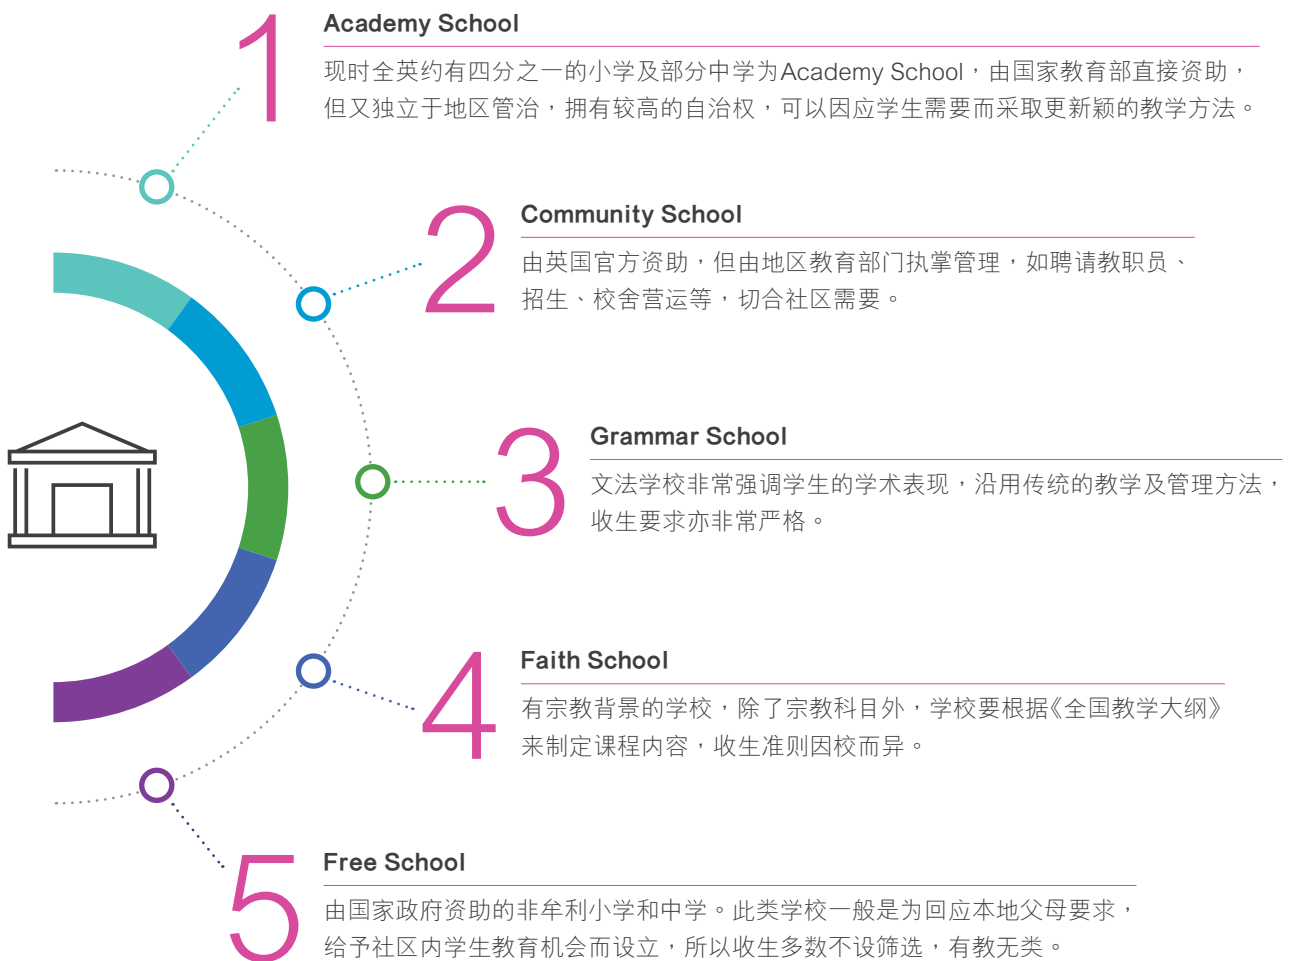 1
Academy School
现时全英约有四分之一的小学及部分中学为Academy School，由国家教育部直接资助，
但又独立于地区管治，拥有较高的自治权，可以因应学生需要而采取更新颖的教学方法。
2
Community School
由英国官方资助，但由地区教育部门执掌管理，如聘请教职员、
招生、校舍营运等，切合社区需要。
3
Grammar School
文法学校非常强调学生的学术表现，沿用传统的教学及管理方法，
收生要求亦非常严格。
4
Faith School
有宗教背景的学校，除了宗教科目外，学校要根据《全国教学大纲》
来制定课程内容，收生准则因校而异。
5
Free School
由国家政府资助的非牟利小学和中学。此类学校一般是为回应本地父母要求，
给予社区内学生教育机会而设立，所以收生多数不设筛选，有教无类。